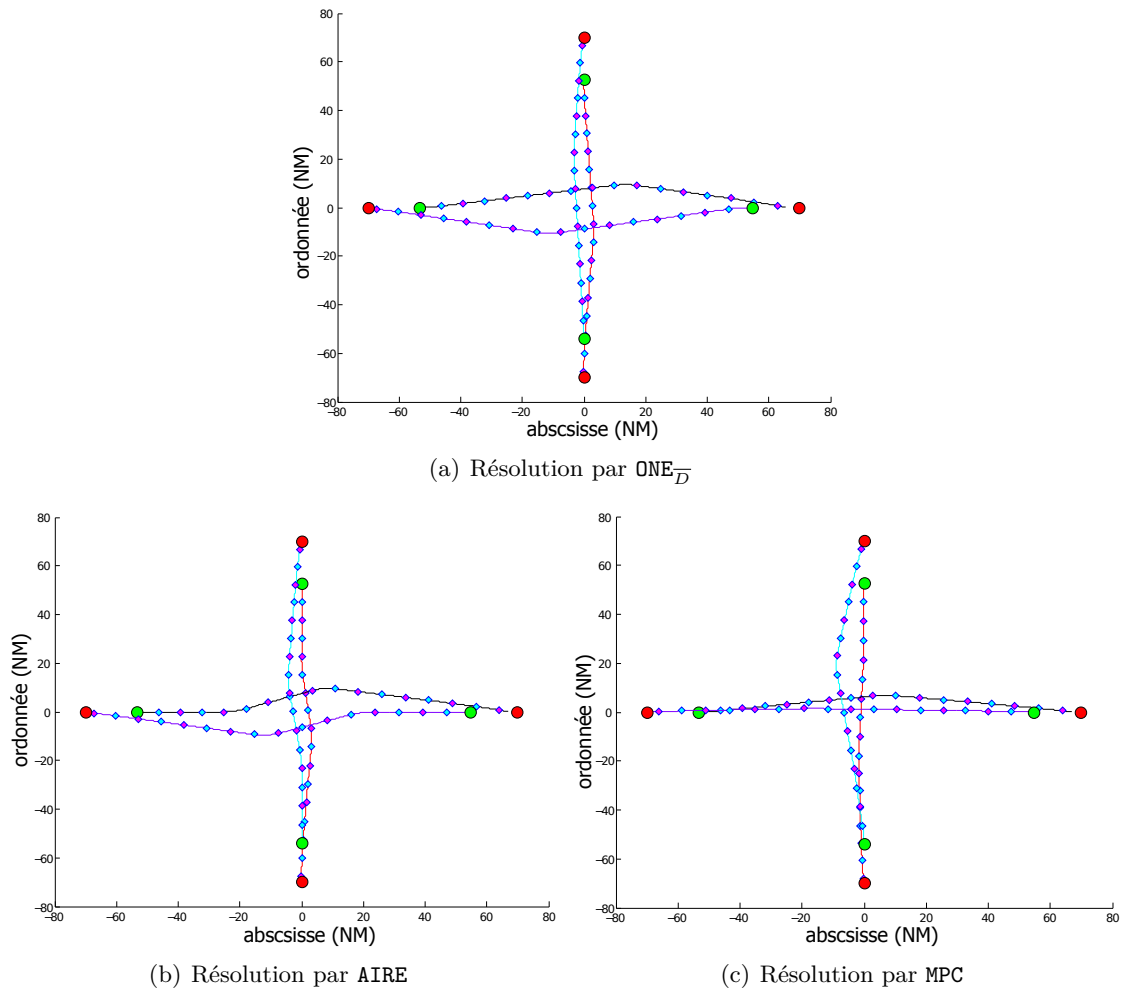 80
60
40
20
0
−20
−40
−60
−80
ordonnée (NM)
−80 −60 −40 −20 0 20 40 60 80
abscsisse (NM)
(a) Résolution par ONE_D̅
80
60
40
20
0
−20
−40
−60
−80
ordonnée (NM)
−80 −60 −40 −20 0 20 40 60 80
abscsisse (NM)
(b) Résolution par AIRE
80
60
40
20
0
−20
−40
−60
−80
ordonnée (NM)
−80 −60 −40 −20 0 20 40 60 80
abscsisse (NM)
(c) Résolution par MPC